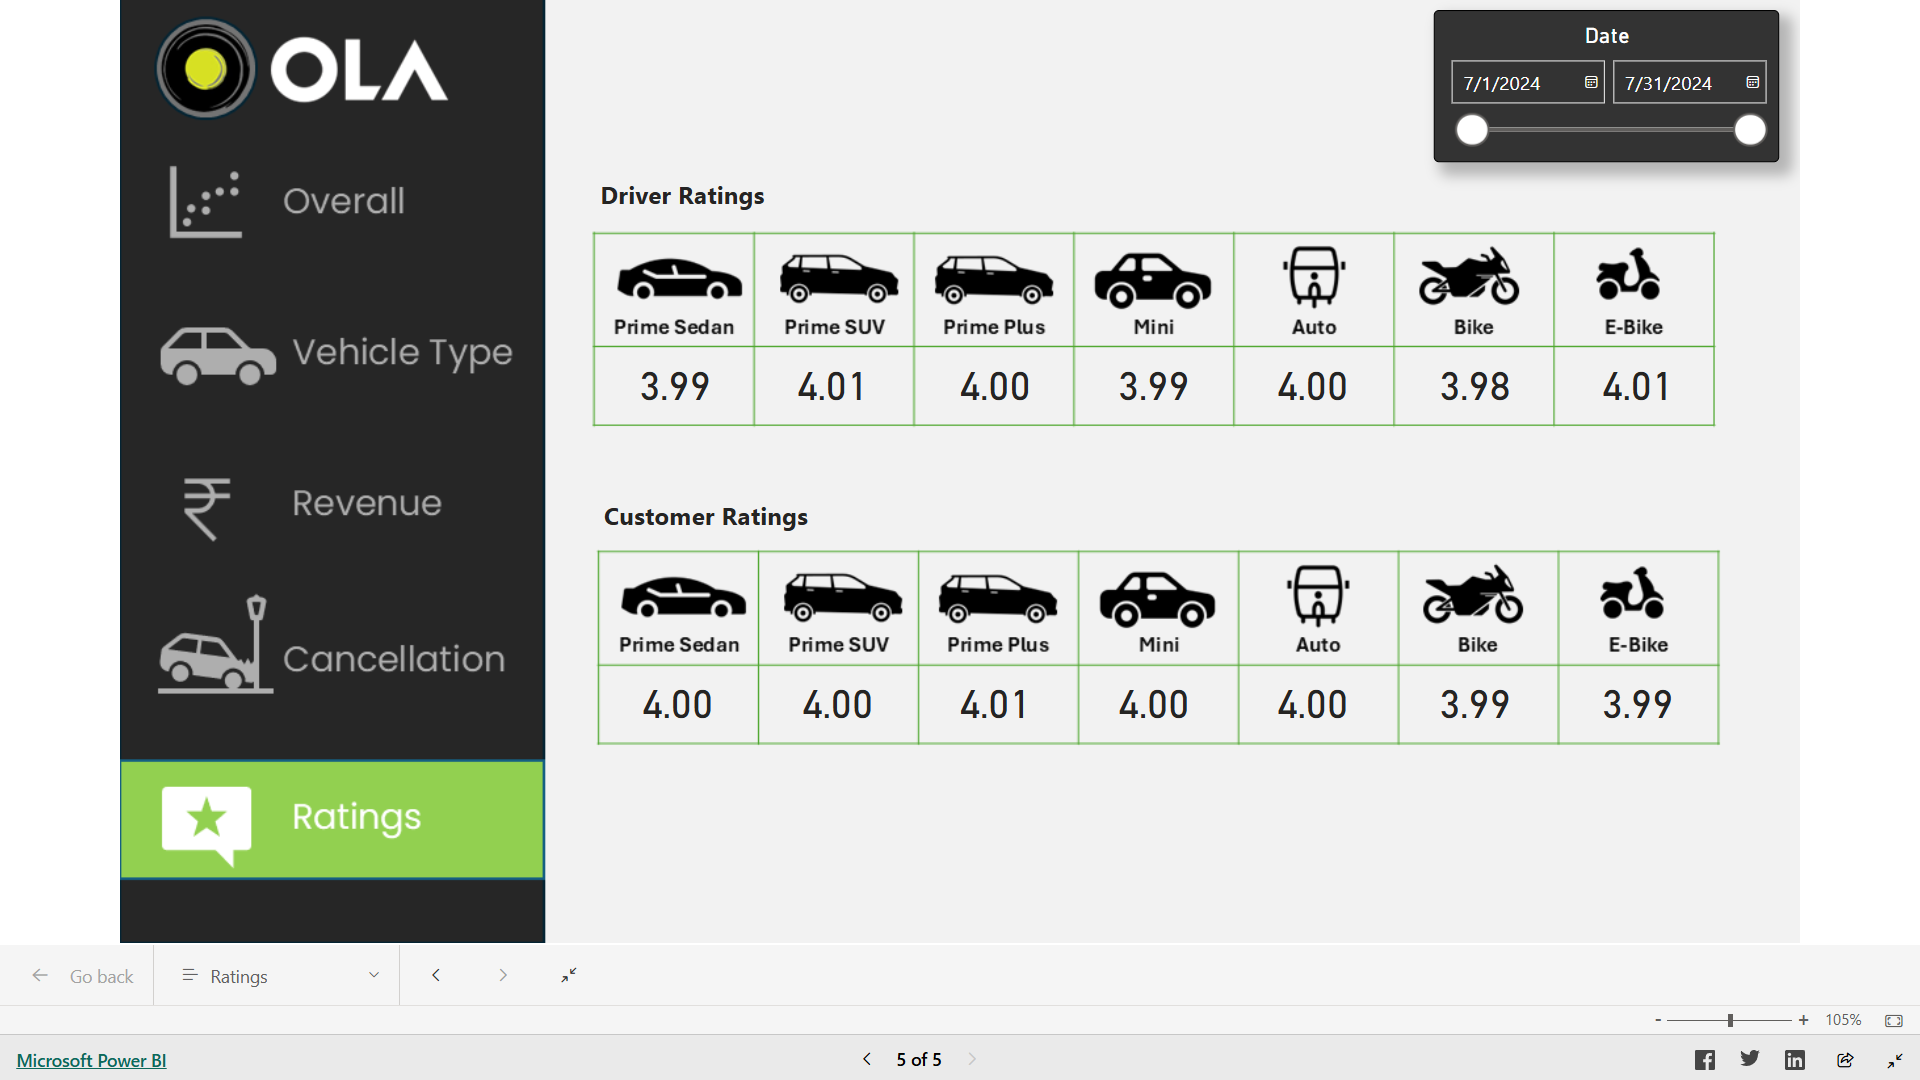 OLA
Date
7/1/2024 7/31/2024
Overall
Vehicle Type
Revenue
Cancellation
Ratings
Driver Ratings
Prime Sedan Prime SUV Prime Plus Mini Auto Bike E-Bike
3.99 4.01 4.00 3.99 4.00 3.98 4.01
Customer Ratings
Prime Sedan Prime SUV Prime Plus Mini Auto Bike E-Bike
4.00 4.00 4.01 4.00 4.00 3.99 3.99
Go back Ratings
- + 105%
Microsoft Power BI 5 of 5